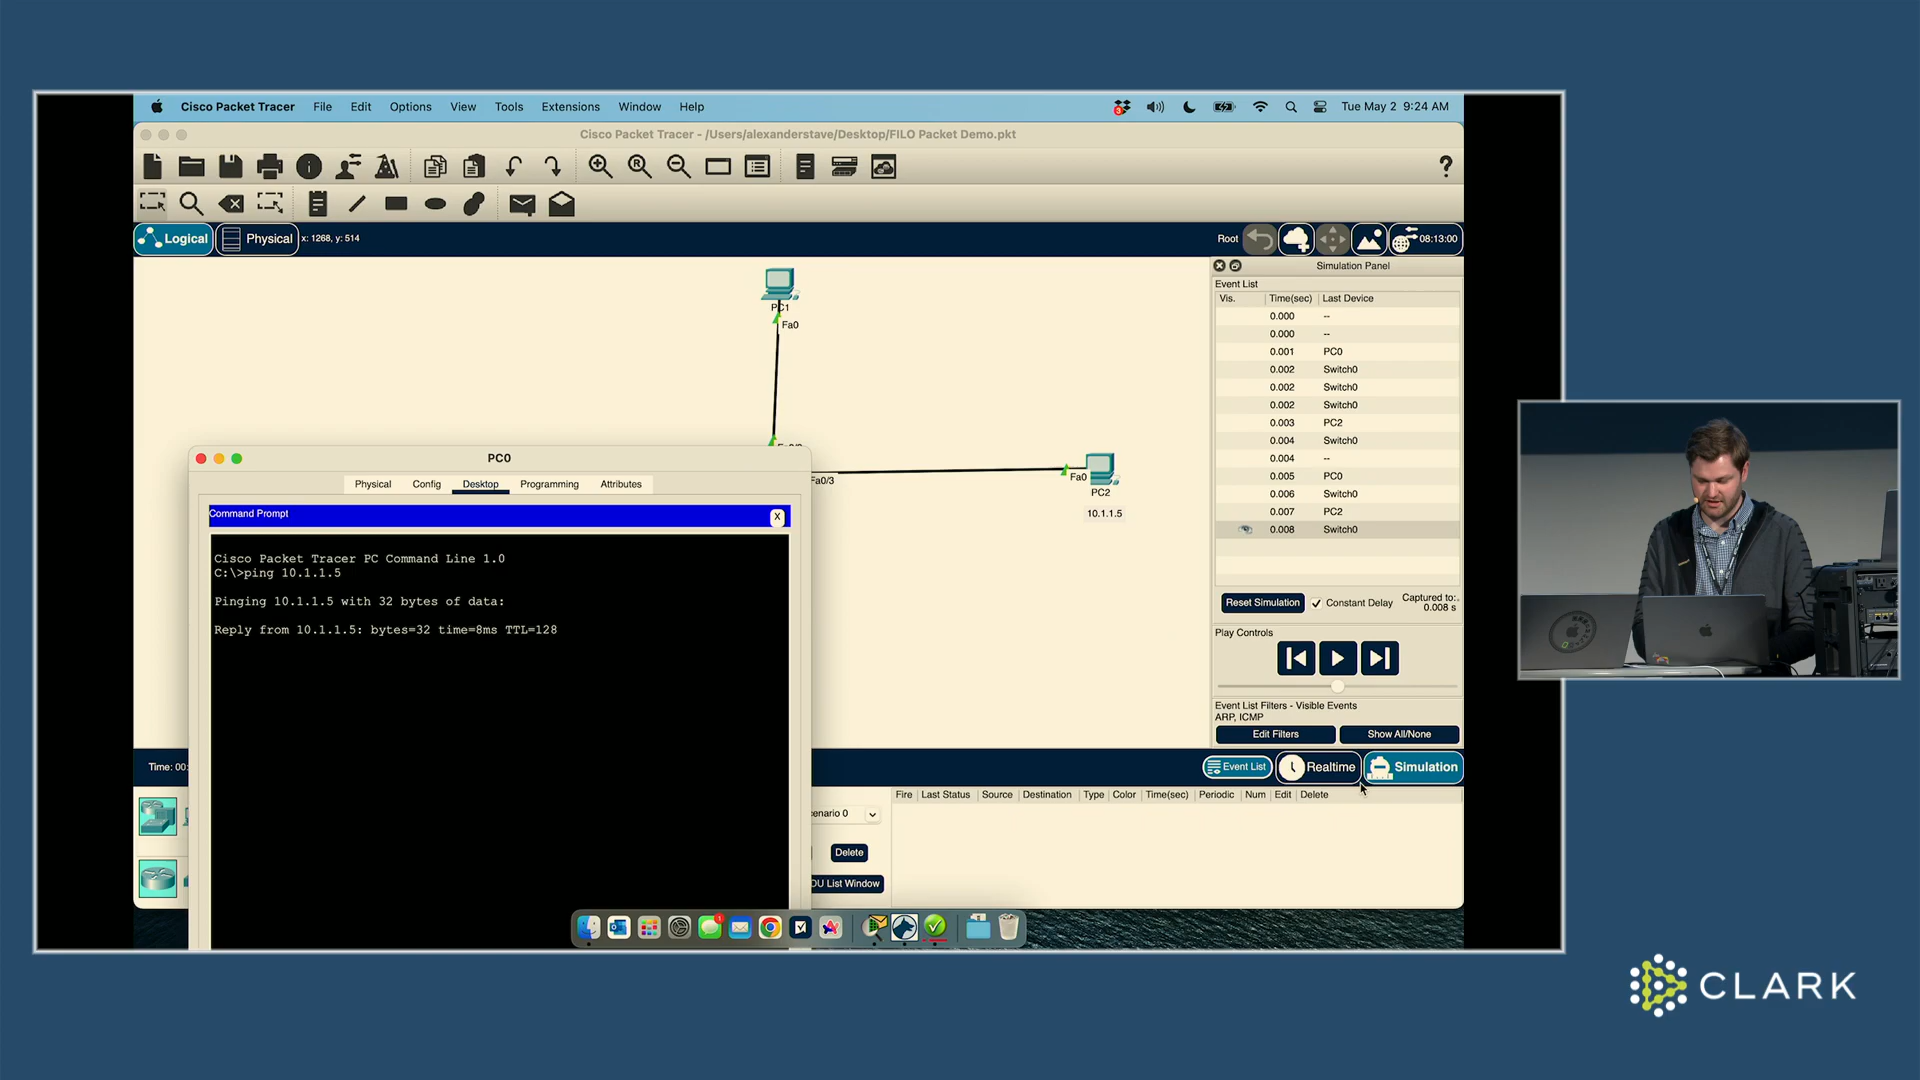 Cisco Packet Tracer File Edit Options View Tools Extensions Window Help Tue May 2 9:24 AM
Cisco Packet Tracer - /Users/alexanderstave/Desktop/FILO Packet Demo.pkt
Logical Physical x: 1268, y: 514 Root 08:13:00
Simulation Panel
Event List
Vis. Time(sec) Last Device
0.000 --
0.000 --
0.001 PC0
0.002 Switch0
0.002 Switch0
0.002 Switch0
0.003 PC2
0.004 Switch0
0.004 --
0.005 PC0
0.006 Switch0
0.007 PC2
0.008 Switch0
Reset Simulation Constant Delay Captured to:
0.008 s
Play Controls
Event List Filters - Visible Events
ARP, ICMP
Edit Filters Show All/None
PC1
Fa0
Fa0/3
Fa0
PC2
10.1.1.5
PC0
Physical Config Desktop Programming Attributes
Command Prompt X
Cisco Packet Tracer PC Command Line 1.0
C:\>ping 10.1.1.5
Pinging 10.1.1.5 with 32 bytes of data:
Reply from 10.1.1.5: bytes=32 time=8ms TTL=128
Time: 00: Event List Realtime Simulation
Fire Last Status Source Destination Type Color Time(sec) Periodic Num Edit Delete
enario 0
Delete
DU List Window
CLARK